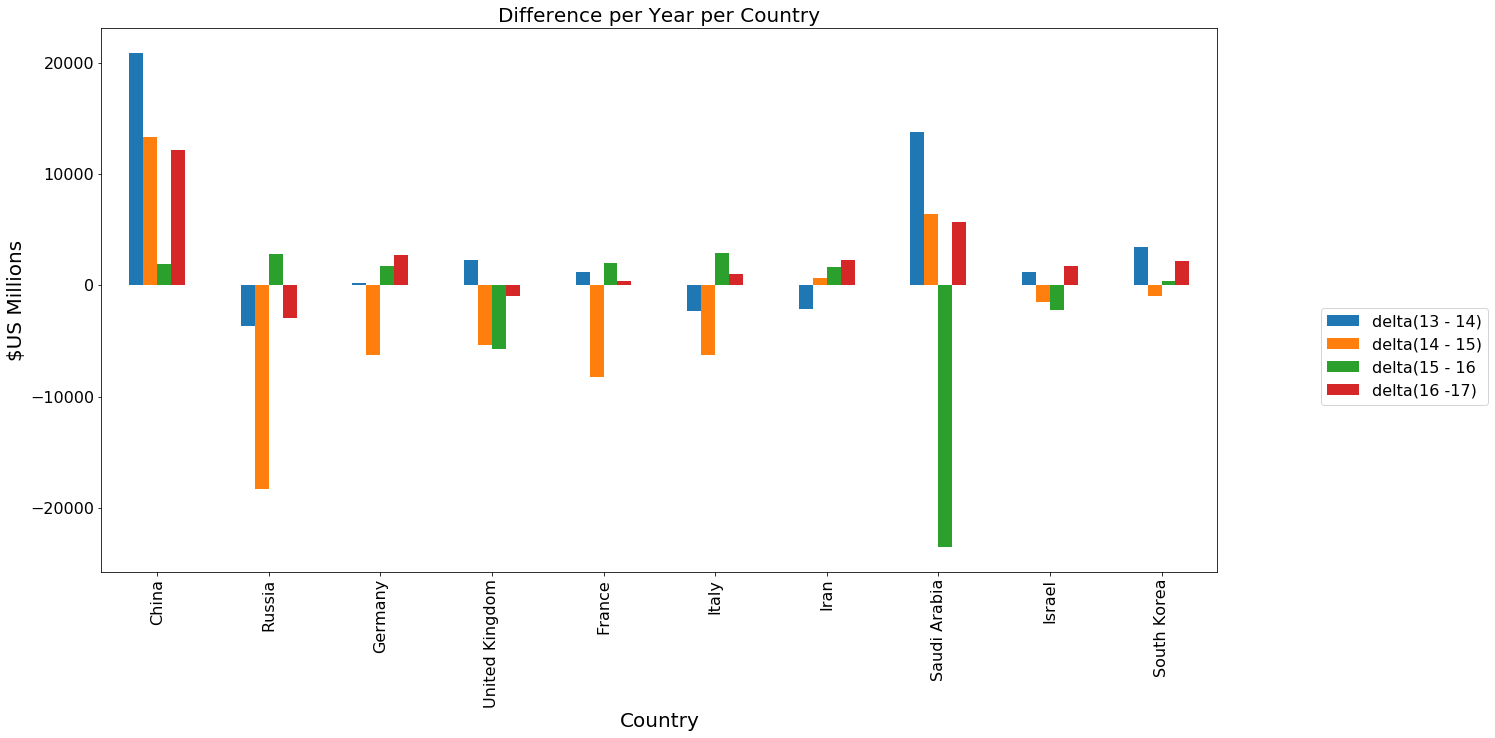 Difference per Year per Country
$US Millions
20000
10000
0
−10000
−20000
China
Russia
Germany
United Kingdom
France
Italy
Iran
Saudi Arabia
Israel
South Korea
Country
delta(13 - 14)
delta(14 - 15)
delta(15 - 16
delta(16 -17)